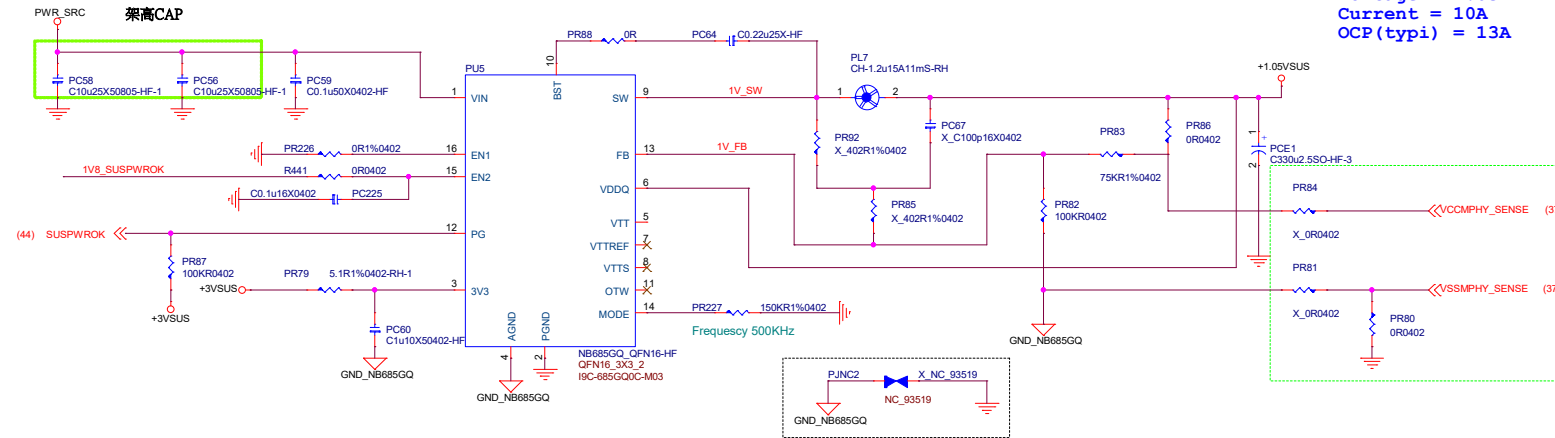 PWR_SRC
架高CAP
Current = 10A
OCP(typi) = 13A
PC58
C10u25X50805-HF-1
PC56
C10u25X50805-HF-1
PC59
C0.1u50X0402-HF
PU5
PR88
0R
PC64
C0.22u25X-HF
PL7
CH-1.2u15A11mS-RH
+1.05VSUS
1
VIN
10
BST
SW
9
1V_SW
1
2
PR226
0R1%0402
16
EN1
1V8_SUSPWROK
R441
0R0402
15
EN2
C0.1u16X0402
PC225
FB
13
1V_FB
VDDQ
6
VTT
5
VTTREF
7
VTTS
8
OTW
11
MODE
14
PR92
X_402R1%0402
PC67
X_C100p16X0402
PR85
X_402R1%0402
PR83
75KR1%0402
PR86
0R0402
PR82
100KR0402
1
+
2
PCE1
C330u2.5SO-HF-3
PR84
X_0R0402
VCCMPHY_SENSE
PR81
X_0R0402
VSSMPHY_SENSE
PR80
0R0402
(44)
SUSPWROK
12
PG
PR87
100KR0402
+3VSUS
+3VSUS
PR79
5.1R1%0402-RH-1
3
3V3
PC60
C1u10X50402-HF
GND_NB685GQ
AGND
4
PGND
2
GND_NB685GQ
NB685GQ_QFN16-HF
QFN16_3X3_2
I9C-685GQ0C-M03
PR227
150KR1%0402
Frequescy 500KHz
GND_NB685GQ
PJNC2
X_NC_93519
NC_93519
GND_NB685GQ